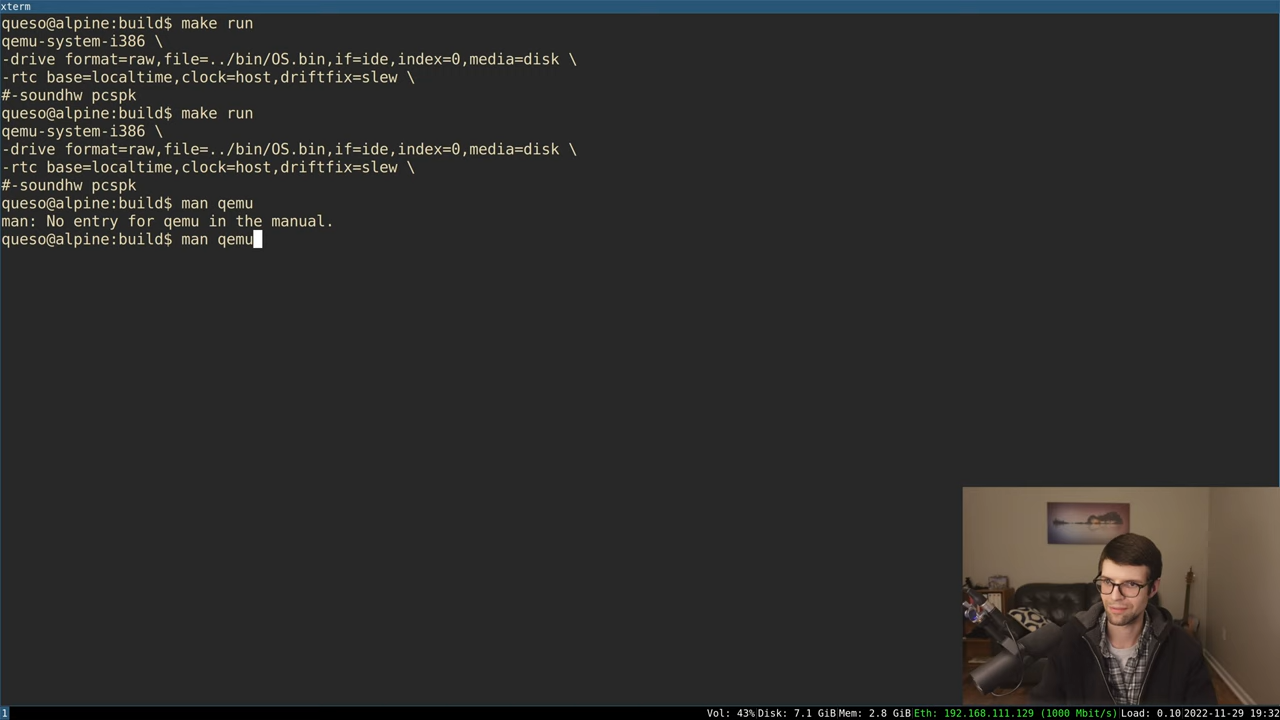 xterm
queso@alpine:build$ make run
qemu-system-i386 \
-drive format=raw,file=../bin/OS.bin,if=ide,index=0,media=disk \
-rtc base=localtime,clock=host,driftfix=slew \
#-soundhw pcspk
queso@alpine:build$ make run
qemu-system-i386 \
-drive format=raw,file=../bin/OS.bin,if=ide,index=0,media=disk \
-rtc base=localtime,clock=host,driftfix=slew \
#-soundhw pcspk
queso@alpine:build$ man qemu
man: No entry for qemu in the manual.
queso@alpine:build$ man qemu
1 Vol: 43% Disk: 7.1 GiB Mem: 2.8 GiB Eth: 192.168.111.129 (1000 Mbit/s) Load: 0.10 2022-11-29 19:32